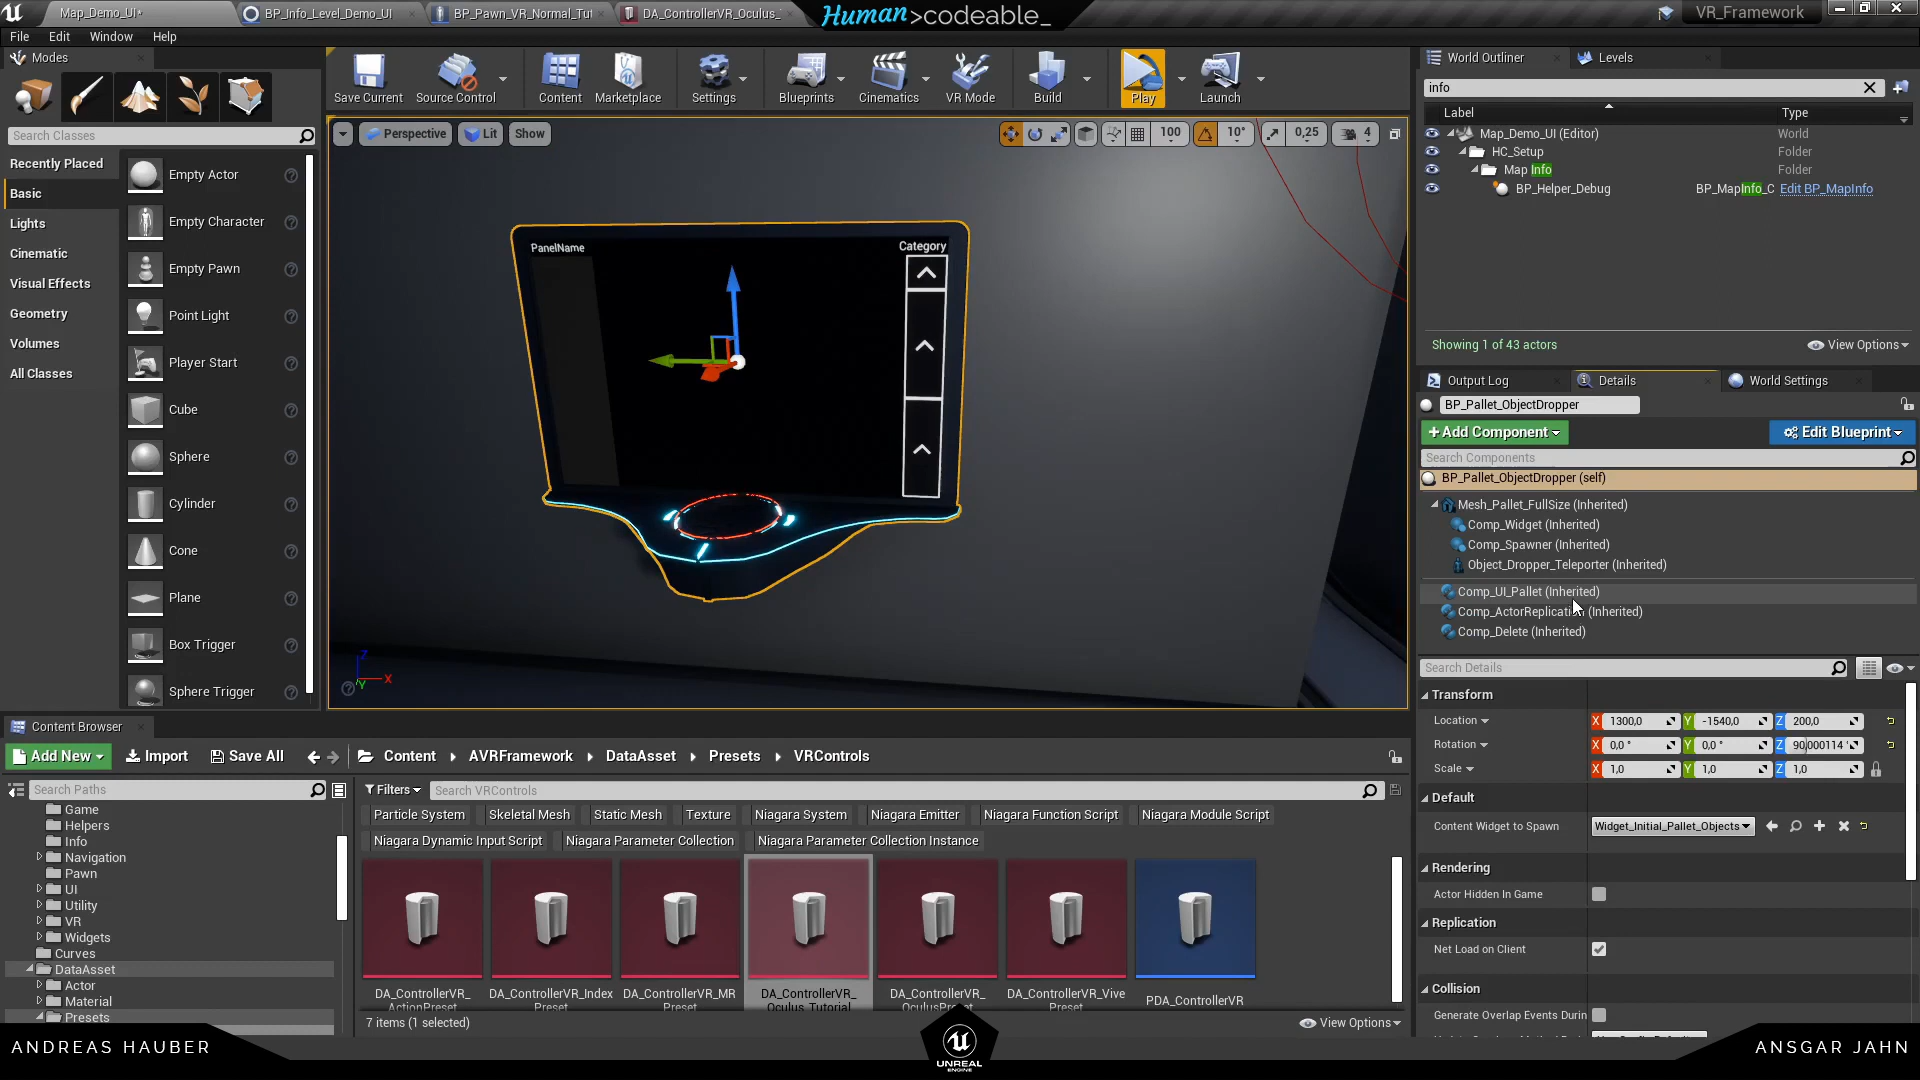 Map_Demo_UI*
BP_Info_Level_Demo_UI
BP_Pawn_VR_Normal_Tut
DA_ControllerVR_Oculus_
Human>codeable_
VR_Framework
File Edit Window Help
Modes
Search Classes
Recently Placed
Basic
Lights
Cinematic
Visual Effects
Geometry
Volumes
All Classes
Empty Actor
Empty Character
Empty Pawn
Point Light
Player Start
Cube
Sphere
Cylinder
Cone
Plane
Box Trigger
Sphere Trigger
Save Current
Source Control
Content
Marketplace
Settings
Blueprints
Cinematics
VR Mode
Build
Play
Launch
Perspective
Lit
Show
100
10°
0,25
4
PanelName
Category
Z
X
Y
World Outliner
Levels
info
Label
Type
Map_Demo_UI (Editor) World
HC_Setup Folder
Map Info Folder
BP_Helper_Debug BP_MapInfo_C Edit BP_MapInfo
Showing 1 of 43 actors
View Options
Output Log
Details
World Settings
BP_Pallet_ObjectDropper
+Add Component
Edit Blueprint
Search Components
BP_Pallet_ObjectDropper (self)
Mesh_Pallet_FullSize (Inherited)
Comp_Widget (Inherited)
Comp_Spawner (Inherited)
Object_Dropper_Teleporter (Inherited)
Comp_UI_Pallet (Inherited)
Comp_ActorReplicati (Inherited)
Comp_Delete (Inherited)
Search Details
Transform
Location X 1300,0 Y -1540,0 Z 200,0
Rotation X 0,0 ° Y 0,0 ° Z 90,000114 °
Scale X 1,0 Y 1,0 Z 1,0
Default
Content Widget to Spawn Widget_Initial_Pallet_Objects
Rendering
Actor Hidden In Game
Replication
Net Load on Client
Collision
Generate Overlap Events Durin
Content Browser
Add New
Import
Save All
Content AVRFramework DataAsset Presets VRControls
Search Paths
Filters
Search VRControls
Game
Helpers
Info
Navigation
Pawn
UI
Utility
VR
Widgets
Curves
DataAsset
Actor
Material
Presets
Particle System
Skeletal Mesh
Static Mesh
Texture
Niagara System
Niagara Emitter
Niagara Function Script
Niagara Module Script
Niagara Dynamic Input Script
Niagara Parameter Collection
Niagara Parameter Collection Instance
DA_ControllerVR_
ActionPreset
DA_ControllerVR_Index
Preset
DA_ControllerVR_MR
Preset
DA_ControllerVR_
Oculus_Tutorial
DA_ControllerVR_
OculusPreset
DA_ControllerVR_Vive
Preset
PDA_ControllerVR
7 items (1 selected)
View Options
ANDREAS HAUBER
UNREAL
ENGINE
ANSGAR JAHN